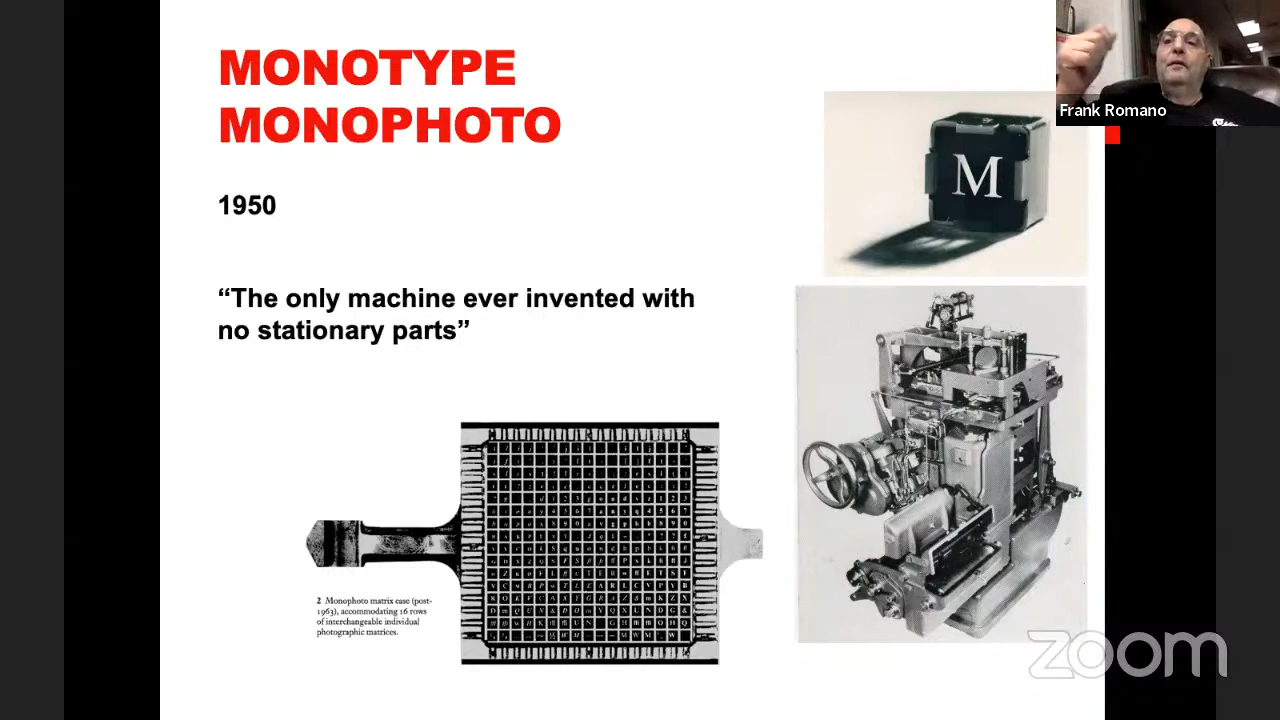 MONOTYPE
MONOPHOTO
1950
“The only machine ever invented with
no stationary parts”
M
Frank Romano
2 Monophoto matrix case (post-
1963), accommodating 16 rows
of interchangeable individual
photographic matrices.
zoom